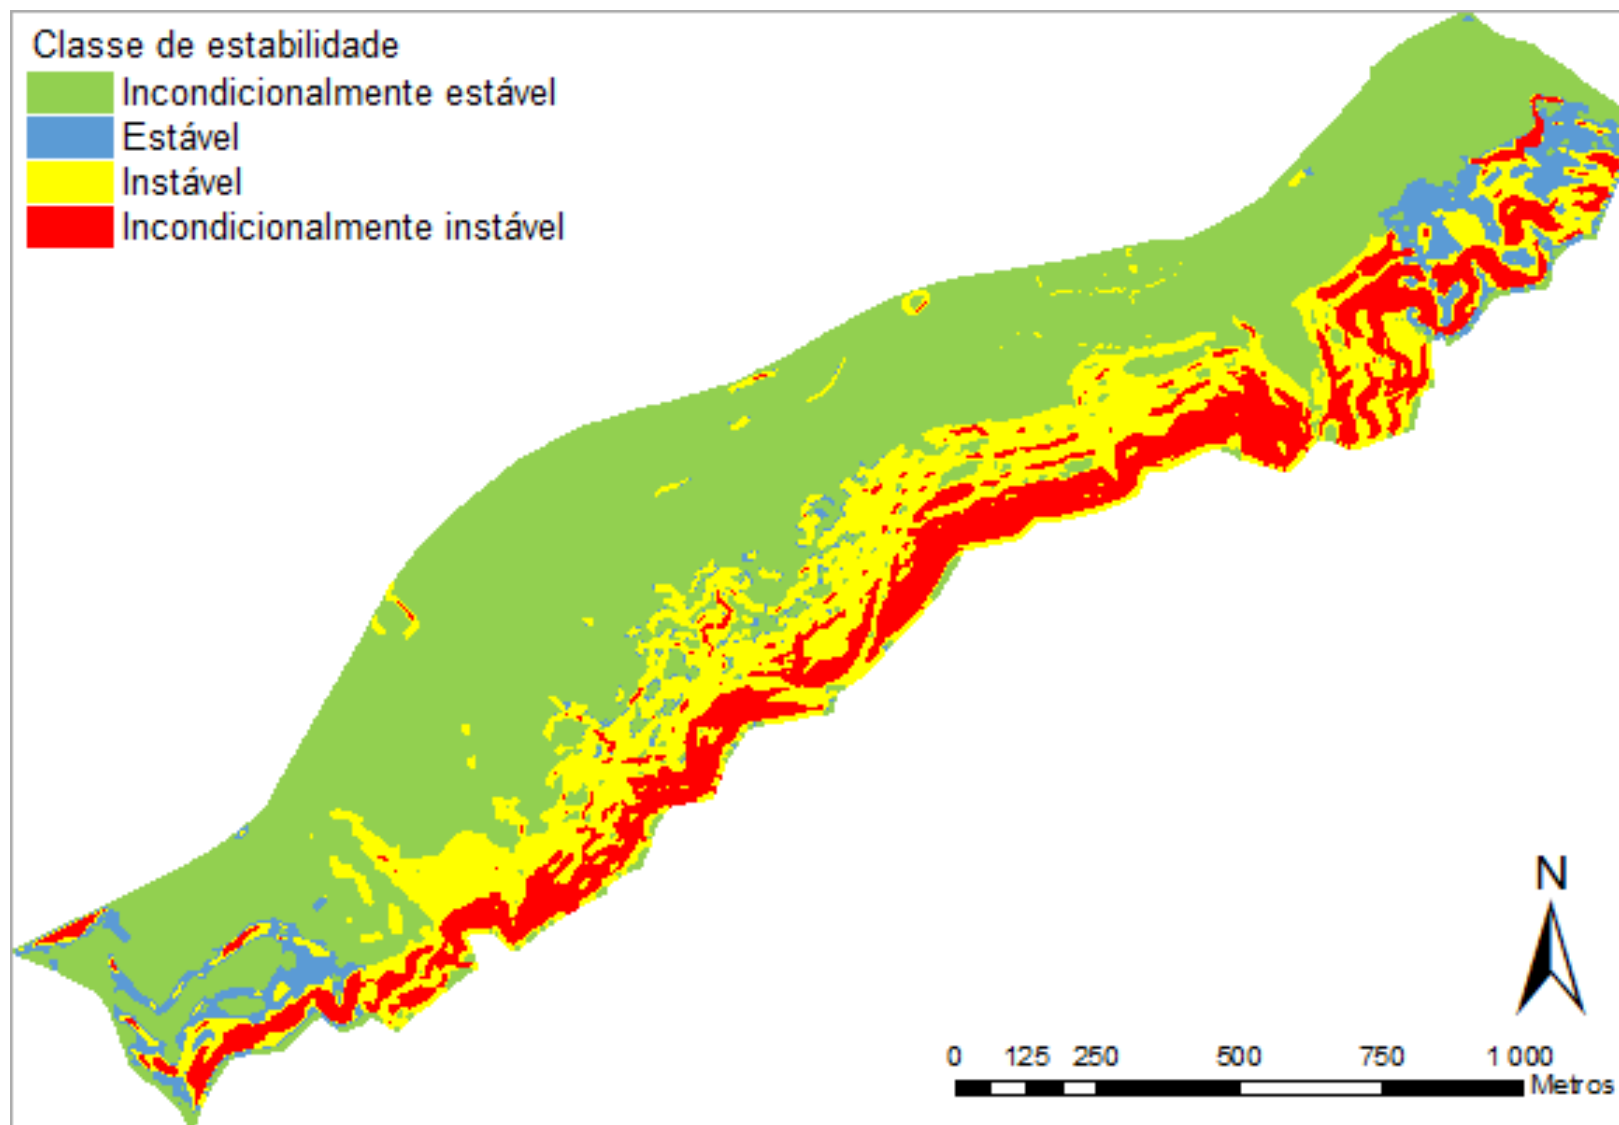 Classe de estabilidade
Incondicionalmente estável
Estável
Instável
Incondicionalmente instável
N
0 125 250 500 750 1 000
Metros